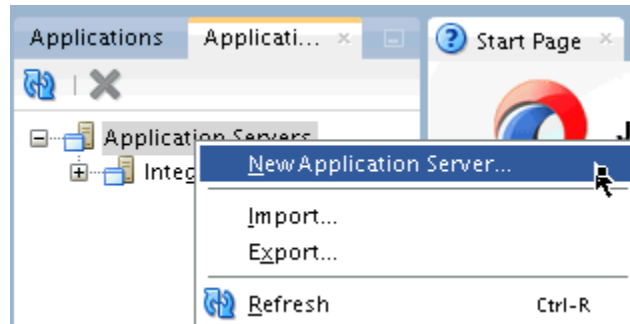 Applications Applicati... Start Page
Application Servers
Integ
New Application Server...
Import...
Export...
Refresh Ctrl-R